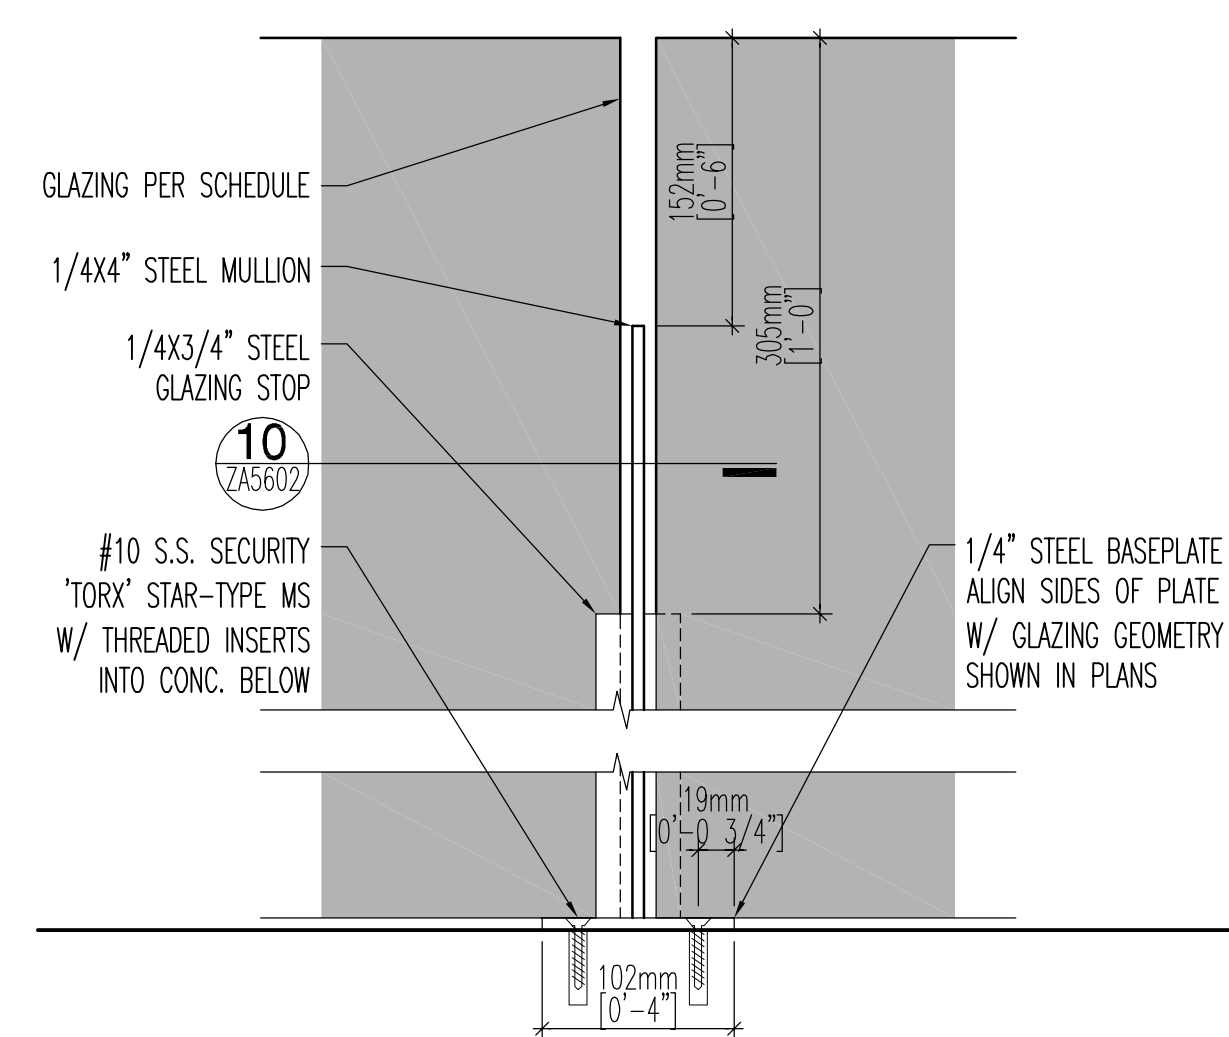 GLAZING PER SCHEDULE
1/4X4" STEEL MULLION
1/4X3/4" STEEL
GLAZING STOP
10
ZA5602
#10 S.S. SECURITY
'TORX' STAR-TYPE MS
W/ THREADED INSERTS
INTO CONC. BELOW
152mm
[0'-6"]
305mm
[1'-0"]
1/4" STEEL BASEPLATE
ALIGN SIDES OF PLATE
W/ GLAZING GEOMETRY
SHOWN IN PLANS
19mm
[0'-0 3/4"]
102mm
[0'-4"]